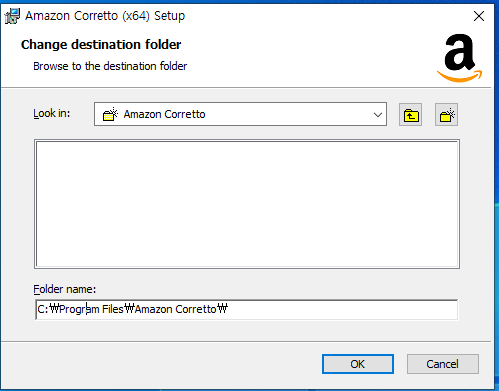 Amazon Corretto (x64) Setup
Change destination folder
Browse to the destination folder
a
Look in:
Amazon Corretto
Folder name:
C:₩Program Files₩Amazon Corretto₩
OK
Cancel